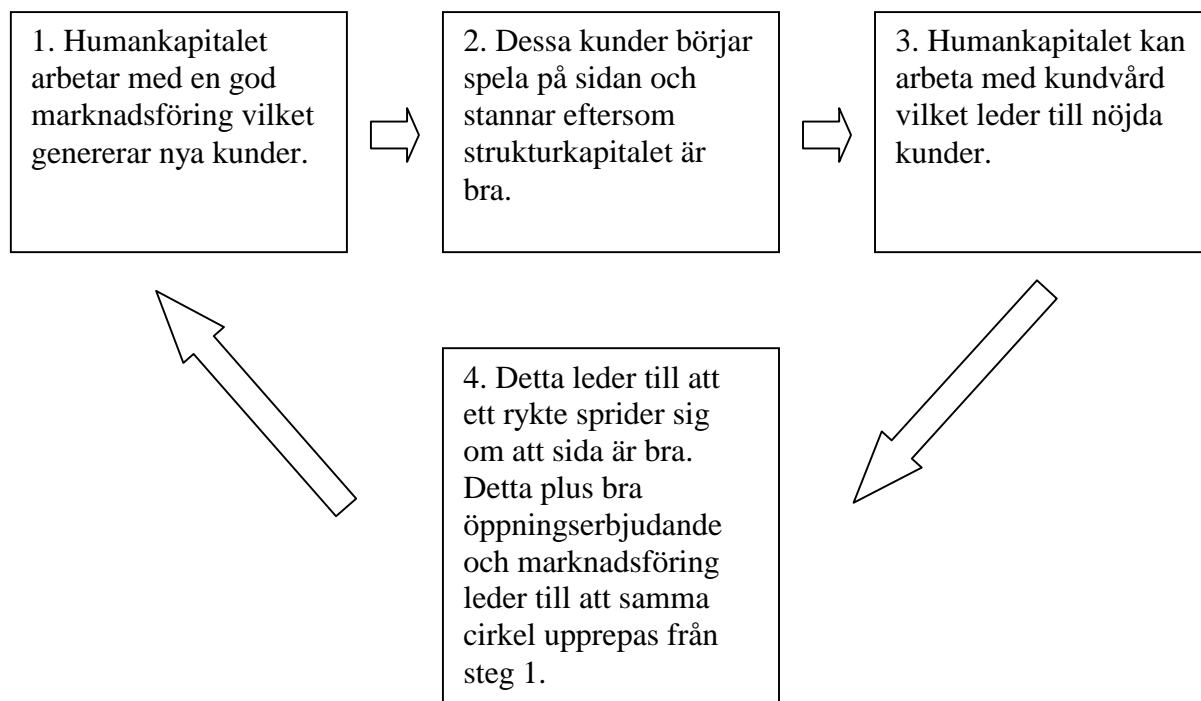 1. Humankapitalet
arbetar med en god
marknadsföring vilket
genererar nya kunder.
2. Dessa kunder börjar
spela på sidan och
stannar eftersom
strukturkapitalet är
bra.
3. Humankapitalet kan
arbeta med kundvård
vilket leder till nöjda
kunder.
4. Detta leder till att
ett rykte sprider sig
om att sida är bra.
Detta plus bra
öppningserbjudande
och marknadsföring
leder till att samma
cirkel upprepas från
steg 1.